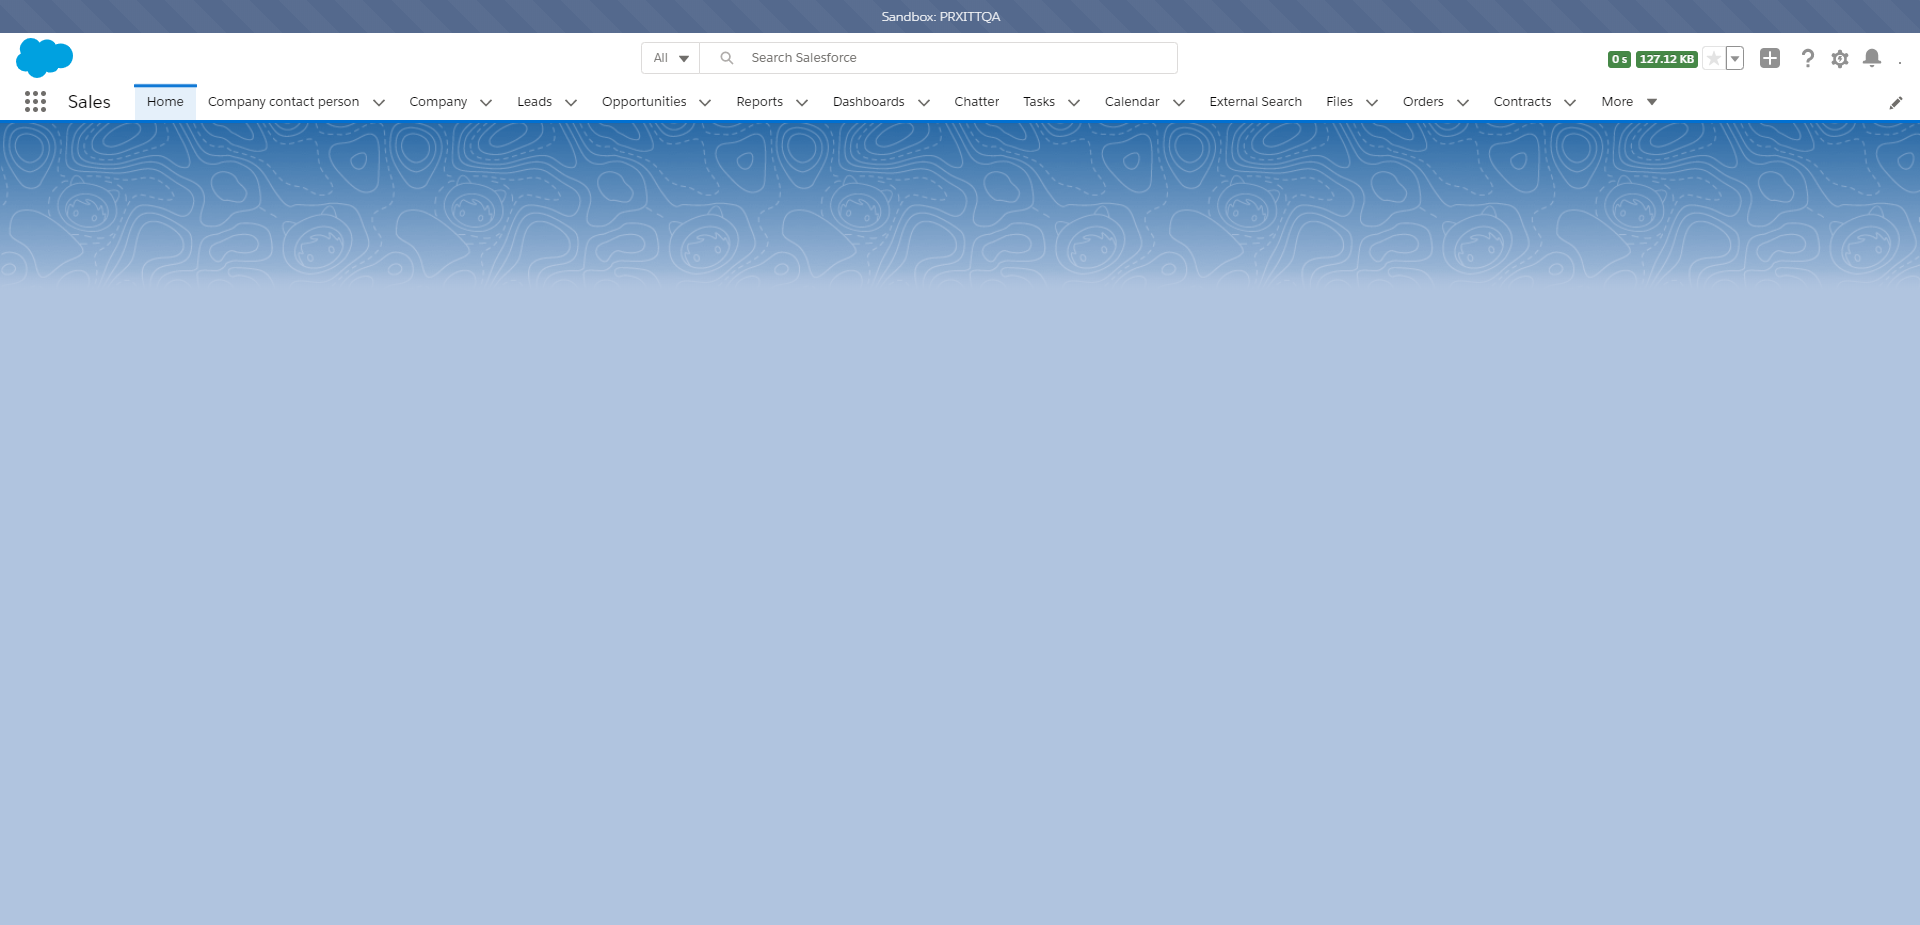 Sandbox: PRXITTQA
All Search Salesforce 0 s 127.12 KB
Sales Home Company contact person Company Leads Opportunities Reports Dashboards Chatter Tasks Calendar External Search Files Orders Contracts More